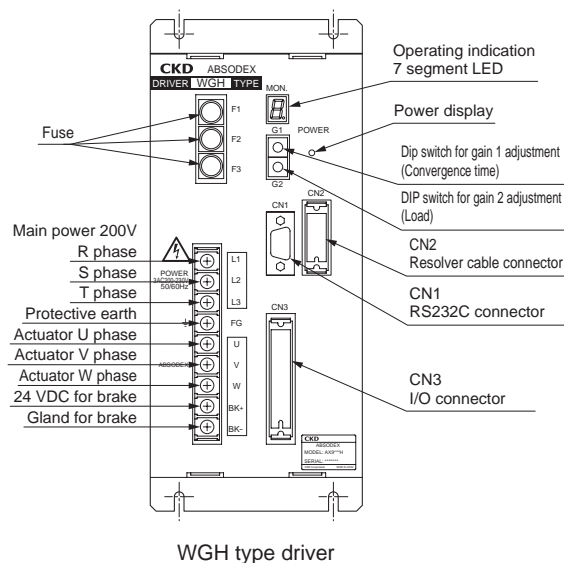 CKD ABSODEX
DRIVER WGH TYPE
MON.
F1
F2
F3
G1
POWER
G2
CN2
CN1
CN3
POWER
3AC200-230V
50/60Hz
L1
L2
L3
FG
ABSODEX
U
V
W
BK+
BK-
CKD
ABSODEX
MODEL: AX9***H
SERIAL: *******
Fuse
Main power 200V
R phase
S phase
T phase
Protective earth
Actuator U phase
Actuator V phase
Actuator W phase
24 VDC for brake
Gland for brake
Operating indication
7 segment LED
Power display
Dip switch for gain 1 adjustment
(Convergence time)
DIP switch for gain 2 adjustment
(Load)
CN2
Resolver cable connector
CN1
RS232C connector
CN3
I/O connector
WGH type driver